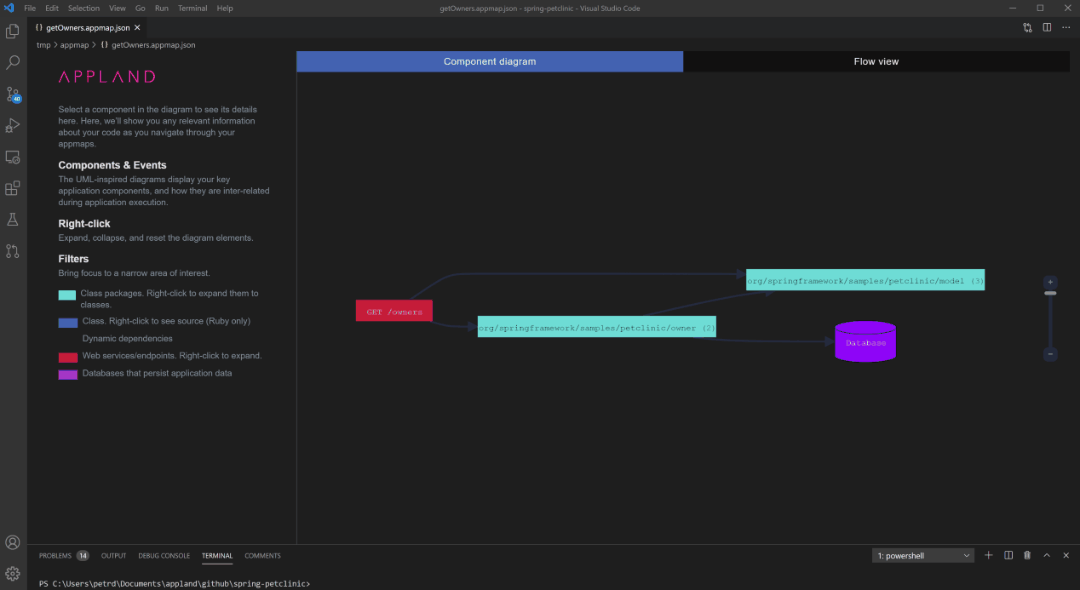 File Edit Selection View Go Run Terminal Help getOwners.appmap.json - spring-petclinic - Visual Studio Code
{} getOwners.appmap.json ×
tmp > appmap > {} getOwners.appmap.json
APPLAND
Component diagram
Flow view
Select a component in the diagram to see its details
here. Here, we'll show you any relevant information
about your code as you navigate through your
appmaps.
Components & Events
The UML-inspired diagrams display your key
application components, and how they are inter-related
during application execution.
Right-click
Expand, collapse, and reset the diagram elements.
Filters
Bring focus to a narrow area of interest.
Class packages. Right-click to expand them to
classes.
Class. Right-click to see source (Ruby only)
Dynamic dependencies
Web services/endpoints. Right-click to expand.
Databases that persist application data
org/springframework/samples/petclinic/model (3)
GET /owners
org/springframework/samples/petclinic/owner (2)
Database
+
−
40
PROBLEMS 14 OUTPUT DEBUG CONSOLE TERMINAL COMMENTS
1: powershell
PS C:\Users\petrd\Documents\appland\github\spring-petclinic>